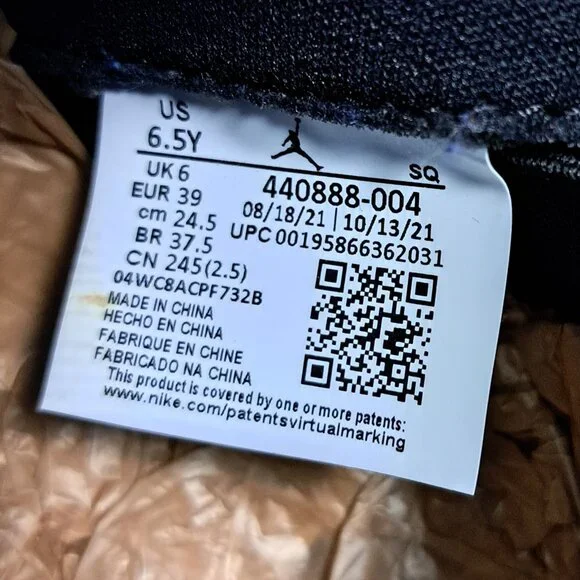 US
6.5Y
SQ
UK 6
EUR 39
cm 24.5
BR 37.5
CN 245(2.5)
04WC8ACPF732B
440888-004
08/18/21 | 10/13/21
UPC 00195866362031
MADE IN CHINA
HECHO EN CHINA
FABRIQUE EN CHINE
FABRICADO NA CHINA
This product is covered by one or more patents:
www.nike.com/patentsvirtualmarking